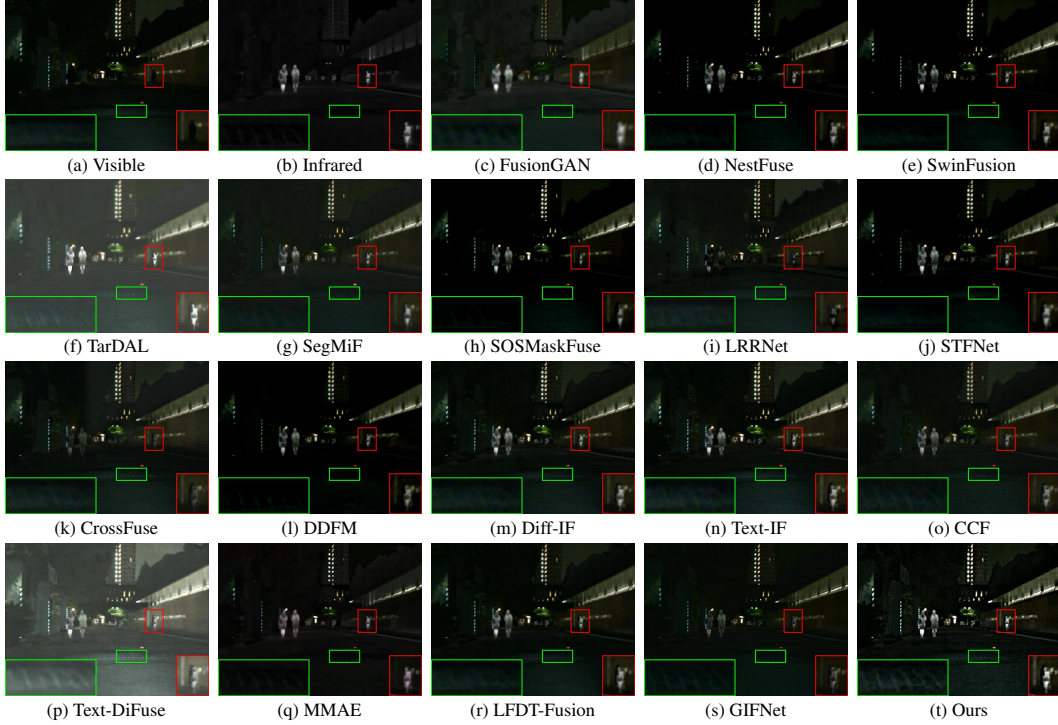 (a) Visible (b) Infrared (c) FusionGAN (d) NestFuse (e) SwinFusion
(f) TarDAL (g) SegMiF (h) SOSMaskFuse (i) LRRNet (j) STFNet
(k) CrossFuse (l) DDFM (m) Diff-IF (n) Text-IF (o) CCF
(p) Text-DiFuse (q) MMAE (r) LFDT-Fusion (s) GIFNet (t) Ours